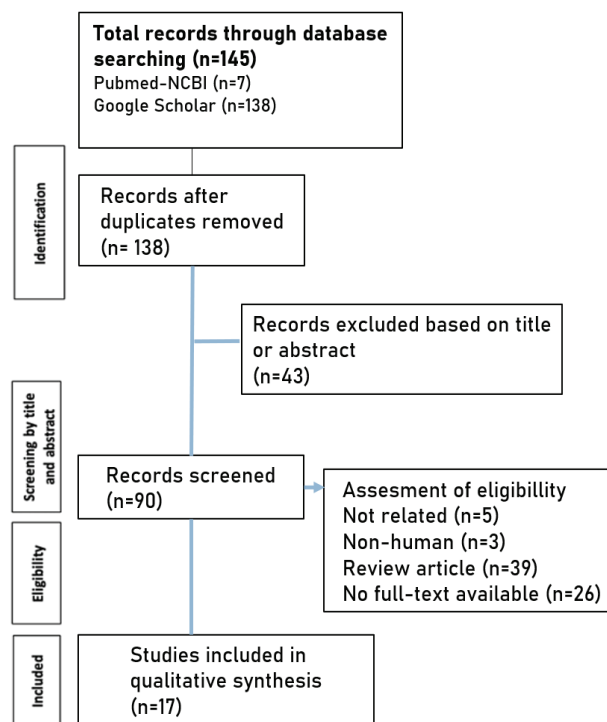 Total records through database
searching (n=145)
Pubmed-NCBI (n=7)
Google Scholar (n=138)
Identification
Records after
duplicates removed
(n= 138)
Records excluded based on title
or abstract
(n=43)
Screening by title
and abstract
Records screened
(n=90)
Assesment of eligibillity
Not related (n=5)
Non-human (n=3)
Review article (n=39)
No full-text available (n=26)
Eligibility
Included
Studies included in
qualitative synthesis
(n=17)